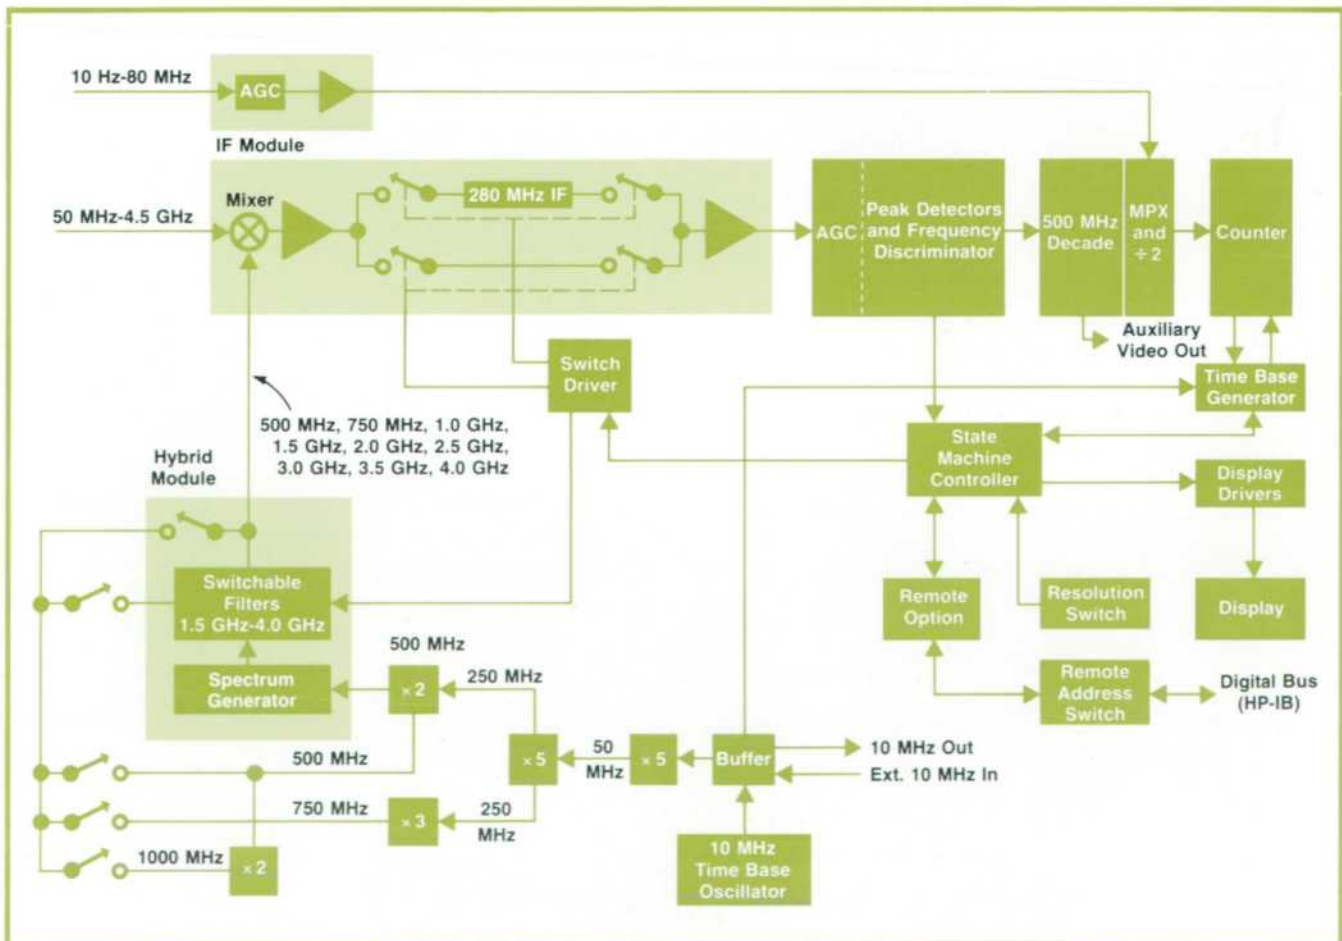 10 Hz-80 MHz
AGC
IF Module
50 MHz-4.5 GHz
Mixer
280 MHz IF
AGC
Peak Detectors
and Frequency
Discriminator
500 MHz
Decade
MPX
and
÷2
Counter
Auxiliary
Video Out
Switch
Driver
Time Base
Generator
500 MHz, 750 MHz, 1.0 GHz,
1.5 GHz, 2.0 GHz, 2.5 GHz,
3.0 GHz, 3.5 GHz, 4.0 GHz
State
Machine
Controller
Hybrid
Module
Display
Drivers
Switchable
Filters
1.5 GHz-4.0 GHz
Remote
Option
Resolution
Switch
Display
500 MHz
Spectrum
Generator
×2
250 MHz
Remote
Address
Switch
Digital Bus
(HP-IB)
500 MHz
×5
50
MHz
×5
Buffer
10 MHz Out
Ext. 10 MHz In
750 MHz
×3
250
MHz
1000 MHz
×2
10 MHz
Time Base
Oscillator